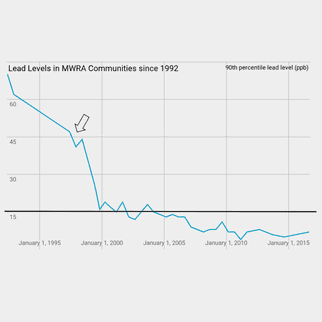 Lead Levels in MWRA Communities since 1992
90th percentile lead level (ppb)
60
45
30
15
January 1, 1995 January 1, 2000 January 1, 2005 January 1, 2010 January 1, 2015